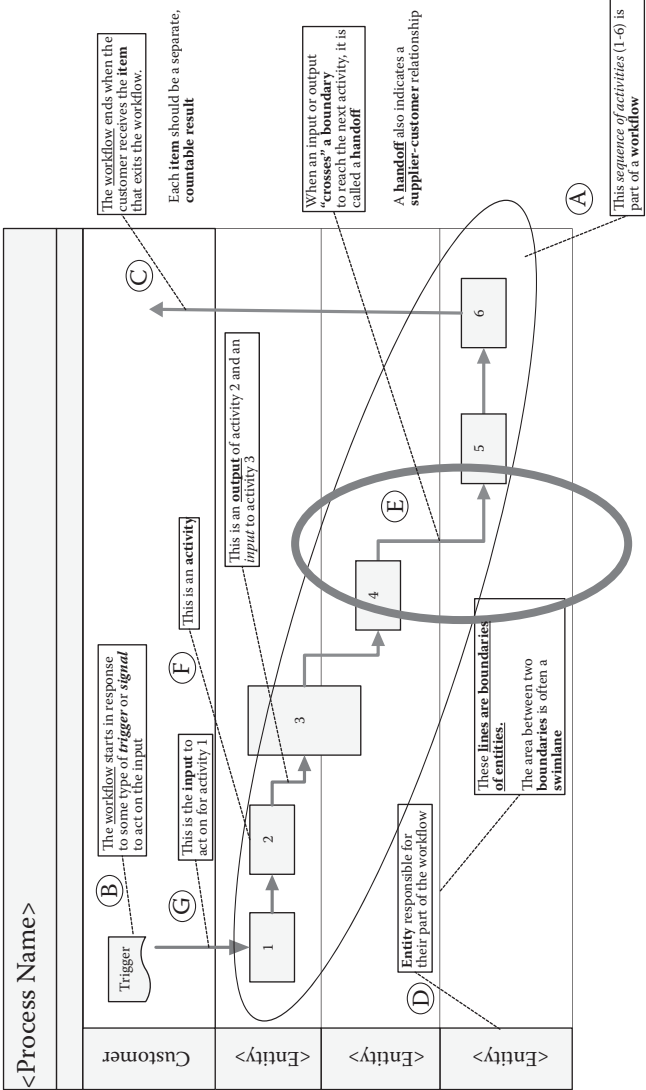 <Process Name>
Customer
<Entity>
<Entity>
<Entity>
Trigger
B
The workflow starts in response
to some type of trigger or signal
to act on the input
G
This is the input to
act on for activity 1
F
This is an activity
This is an output of activity 2 and an
input to activity 3
C
The workflow ends when the
customer receives the item
that exits the workflow.
Each item should be a separate,
countable result
1
2
3
4
5
6
E
When an input or output
"crosses" a boundary
to reach the next activity, it is
called a handoff
A handoff also indicates a
supplier-customer relationship
D
Entity responsible for
their part of the workflow
These lines are boundaries
of entities.
The area between two
boundaries is often a
swimlane
A
This sequence of activities (1-6) is
part of a workflow